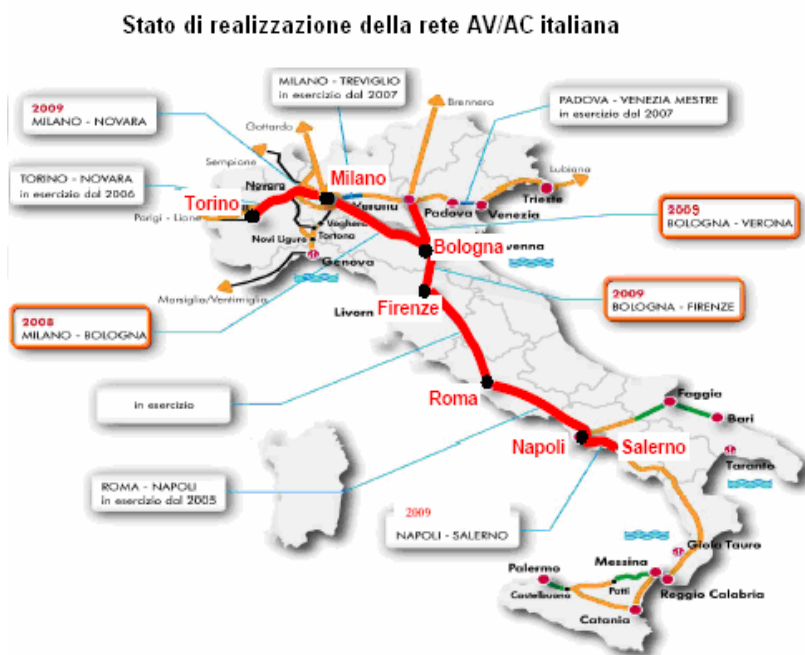 Stato di realizzazione della rete AV/AC italiana
MILANO - TREVIGLIO
in esercizio dal 2007
Brennero
PADOVA - VENEZIA MESTRE
in esercizio dal 2007
2009
MILANO - NOVARA
Gottardo
Sempione
Lubiana
TORINO - NOVARA
in esercizio dal 2006
Novara
Milano
Verona
Trieste
Torino
Padova
Venezia
Parigi - Lione
Voghera
Tortona
Novi Ligure
Genova
Bologna
venna
BOLOGNA - VERONA
Marsiglia/Ventimiglia
Firenze
Livorn
2009
BOLOGNA - FIRENZE
2008
MILANO - BOLOGNA
in esercizio
Roma
Foggia
Bari
Napoli
Salerno
Taranto
ROMA - NAPOLI
in esercizio dal 2005
2009
NAPOLI - SALERNO
Gioia Tauro
Messina
Palermo
Castelbuono
Patti
Reggio Calabria
Catania